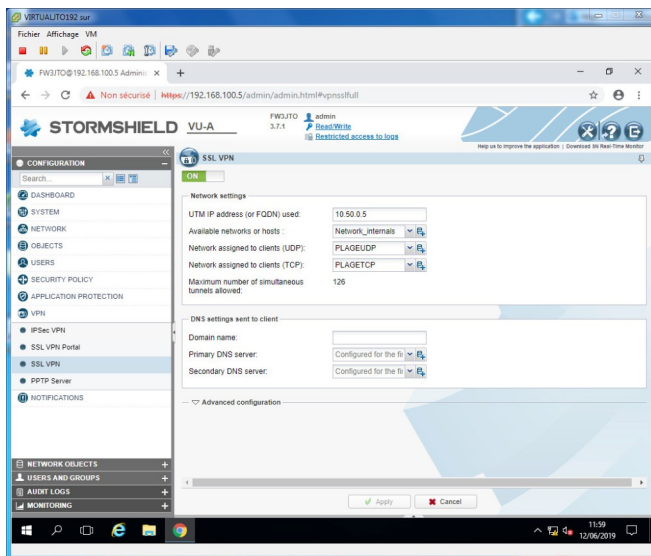 VIRTUALJTO192 sur
Fichier Affichage VM
FW3JTO@192.168.100.5 Adminis
Non sécurisé | https://192.168.100.5/admin/admin.html#vpnsslfull
STORMSHIELD VU-A
FW3JTO
3.7.1
admin
Read/Write
Restricted access to logs
Help us to improve the application | Download SN Real-Time Monitor
CONFIGURATION
Search...
DASHBOARD
SYSTEM
NETWORK
OBJECTS
USERS
SECURITY POLICY
APPLICATION PROTECTION
VPN
IPSec VPN
SSL VPN Portal
SSL VPN
PPTP Server
NOTIFICATIONS
NETWORK OBJECTS
USERS AND GROUPS
AUDIT LOGS
MONITORING
SSL VPN
ON
Network settings
UTM IP address (or FQDN) used: 10.50.0.5
Available networks or hosts : Network_internals
Network assigned to clients (UDP): PLAGEUDP
Network assigned to clients (TCP): PLAGETCP
Maximum number of simultaneous 126
tunnels allowed:
DNS settings sent to client
Domain name:
Primary DNS server: Configured for the fi
Secondary DNS server: Configured for the fi
Advanced configuration
Apply Cancel
11:59
12/06/2019